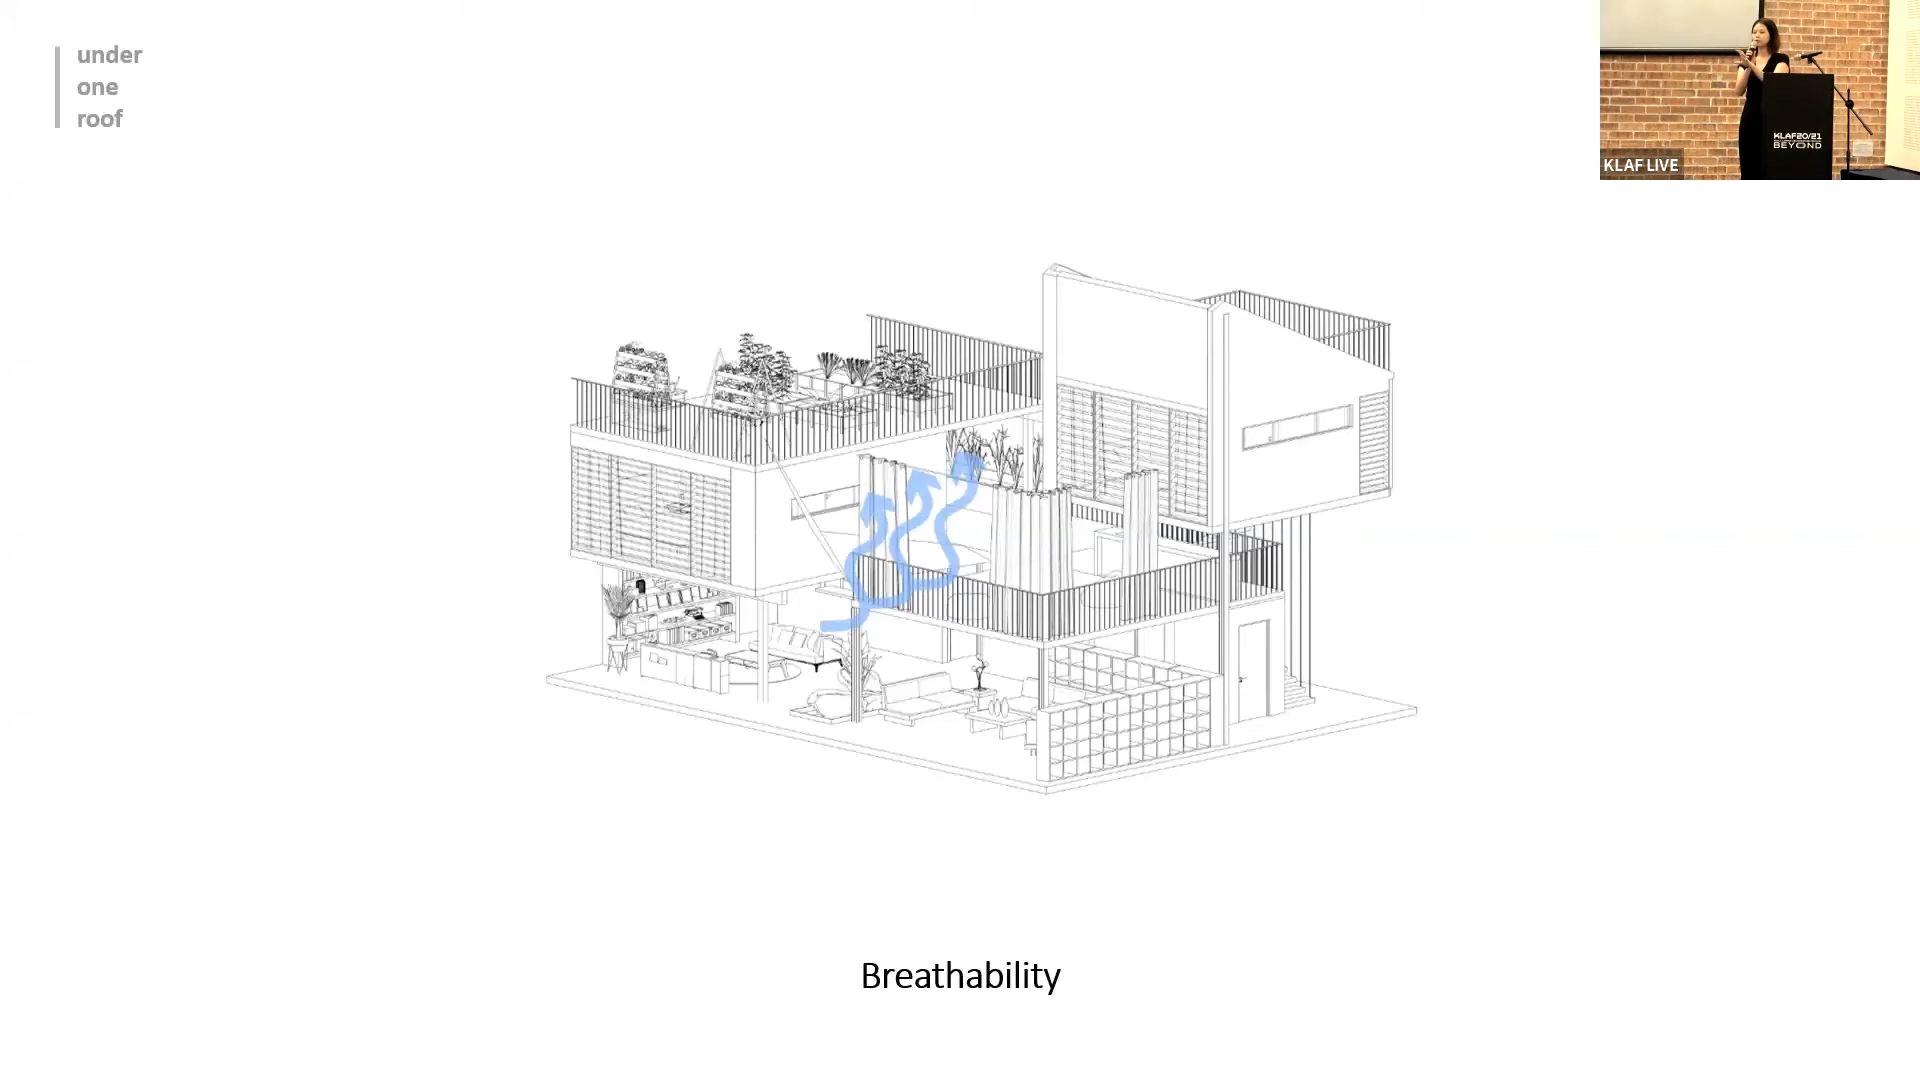 under
one
roof
KLAF20/21
BEYOND
KLAF LIVE
Breathability